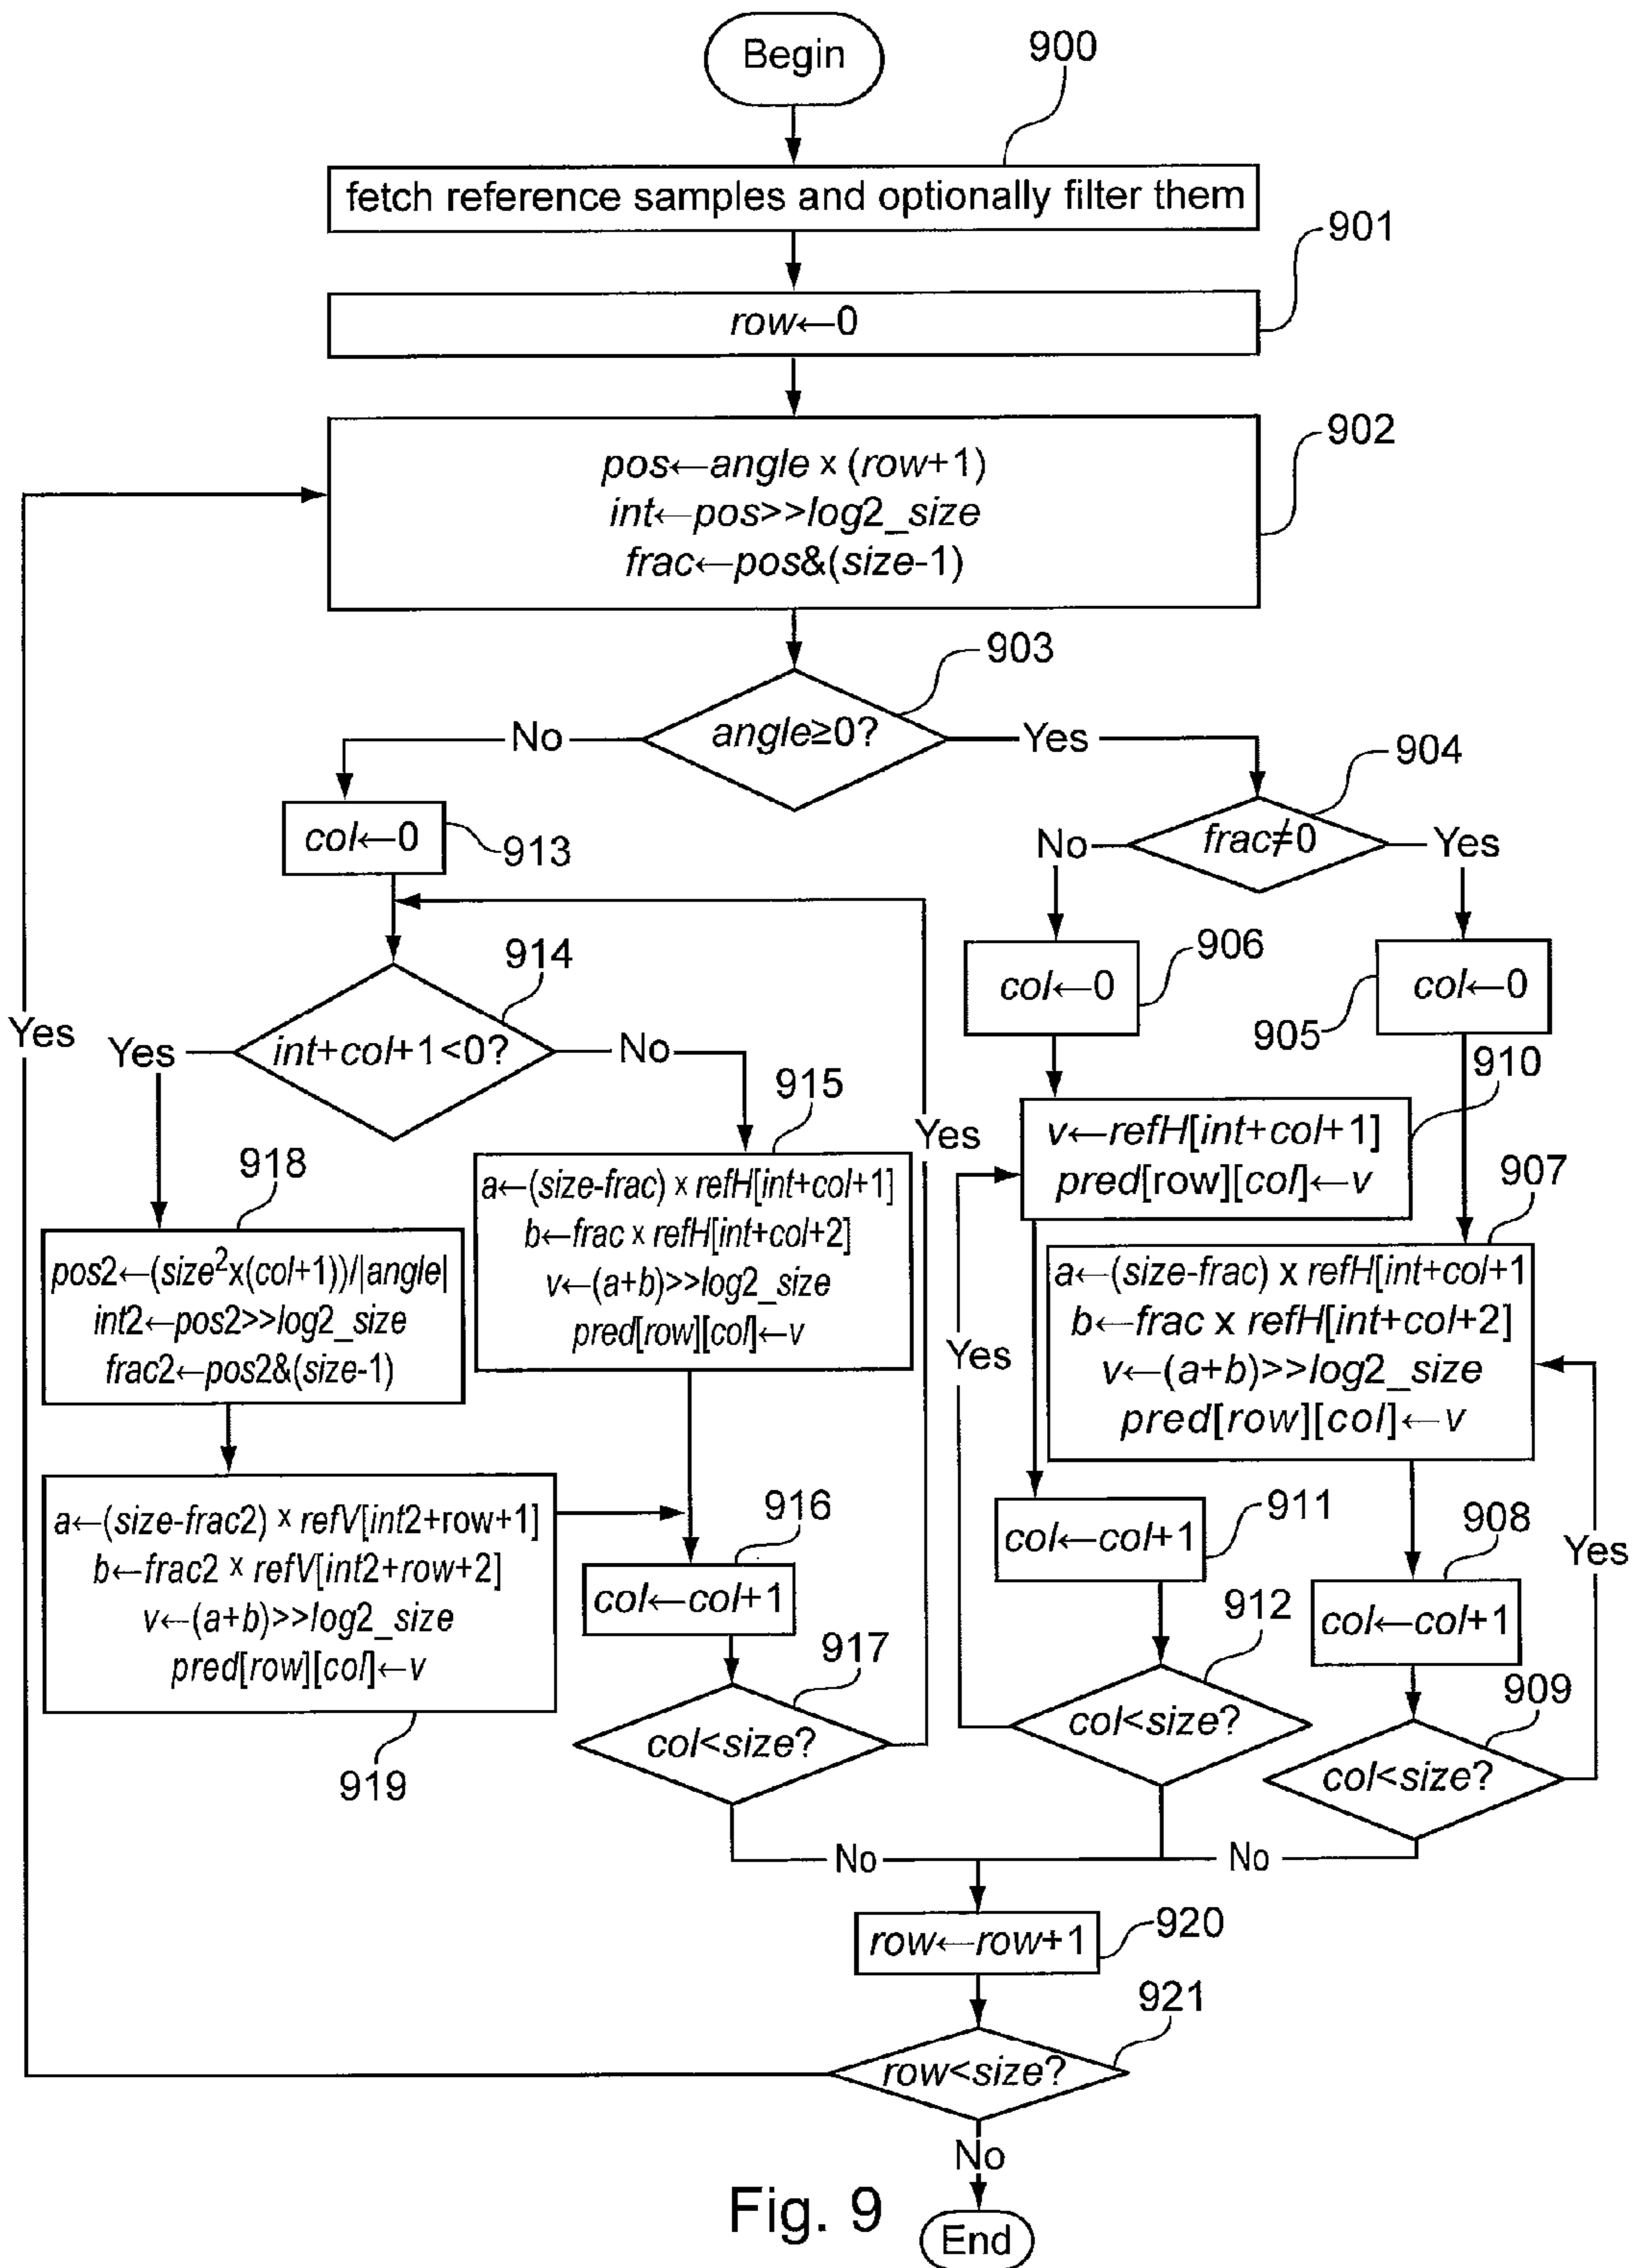 Begin
900
fetch reference samples and optionally filter them
901
row←0
902
pos←angle x (row+1)
int←pos>>log2_size
frac←pos&(size-1)
903
angle≥0?
No
Yes
904
frac≠0
No
Yes
col←0
913
906
col←0
905
col←0
914
int+col+1<0?
Yes
No
Yes
915
a←(size-frac) x refH[int+col+1]
b←frac x refH[int+col+2]
v←(a+b)>>log2_size
pred[row][col]←v
Yes
910
v←refH[int+col+1]
pred[row][col]←v
918
pos2←(size²x(col+1))/|angle|
int2←pos2>>log2_size
frac2←pos2&(size-1)
907
a←(size-frac) x refH[int+col+1
b←frac x refH[int+col+2]
v←(a+b)>>log2_size
pred[row][col]←v
Yes
a←(size-frac2) x refV[int2+row+1]
b←frac2 x refV[int2+row+2]
v←(a+b)>>log2_size
pred[row][col]←v
919
916
col←col+1
911
col←col+1
908
col←col+1
Yes
917
col<size?
912
col<size?
909
col<size?
No
No
920
row←row+1
921
row<size?
No
Fig. 9
End